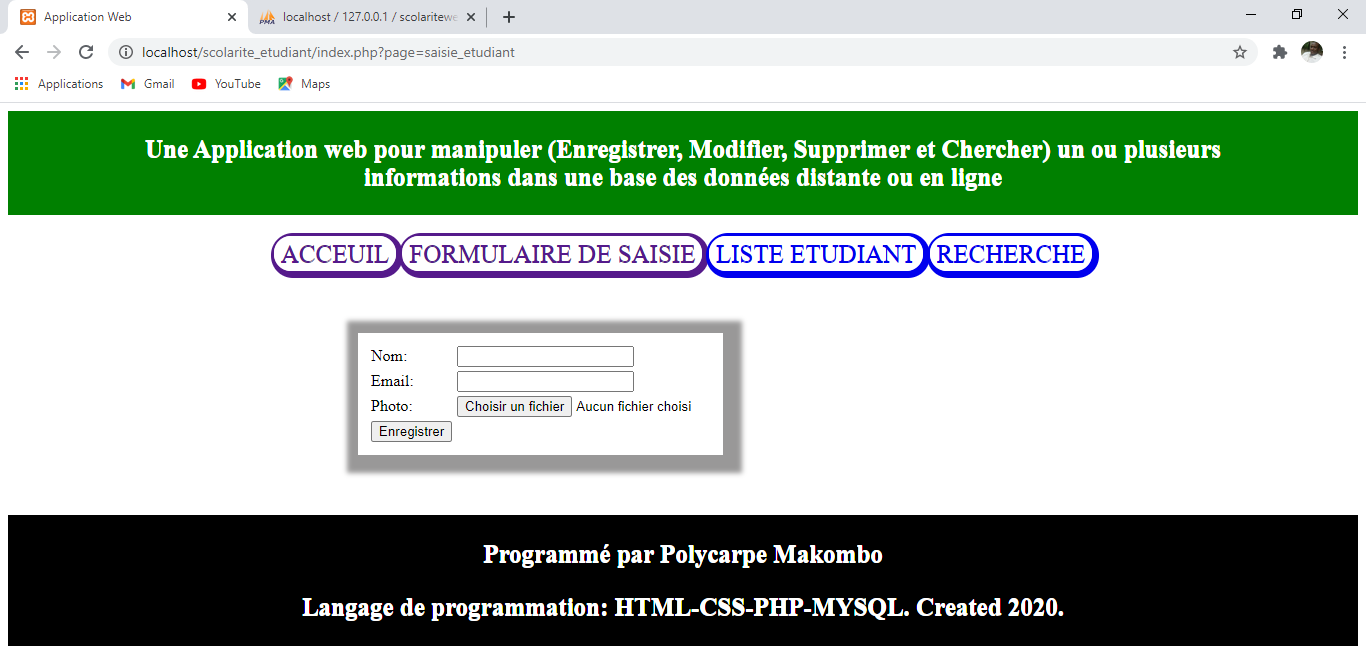 Application Web
localhost / 127.0.0.1 / scolaritewe
localhost/scolarite_etudiant/index.php?page=saisie_etudiant
Applications Gmail YouTube Maps
Une Application web pour manipuler (Enregistrer, Modifier, Supprimer et Chercher) un ou plusieurs
informations dans une base des données distante ou en ligne
ACCEUIL FORMULAIRE DE SAISIE LISTE ETUDIANT RECHERCHE
Nom:
Email:
Photo: Choisir un fichier Aucun fichier choisi
Enregistrer
Programmé par Polycarpe Makombo
Langage de programmation: HTML-CSS-PHP-MYSQL. Created 2020.